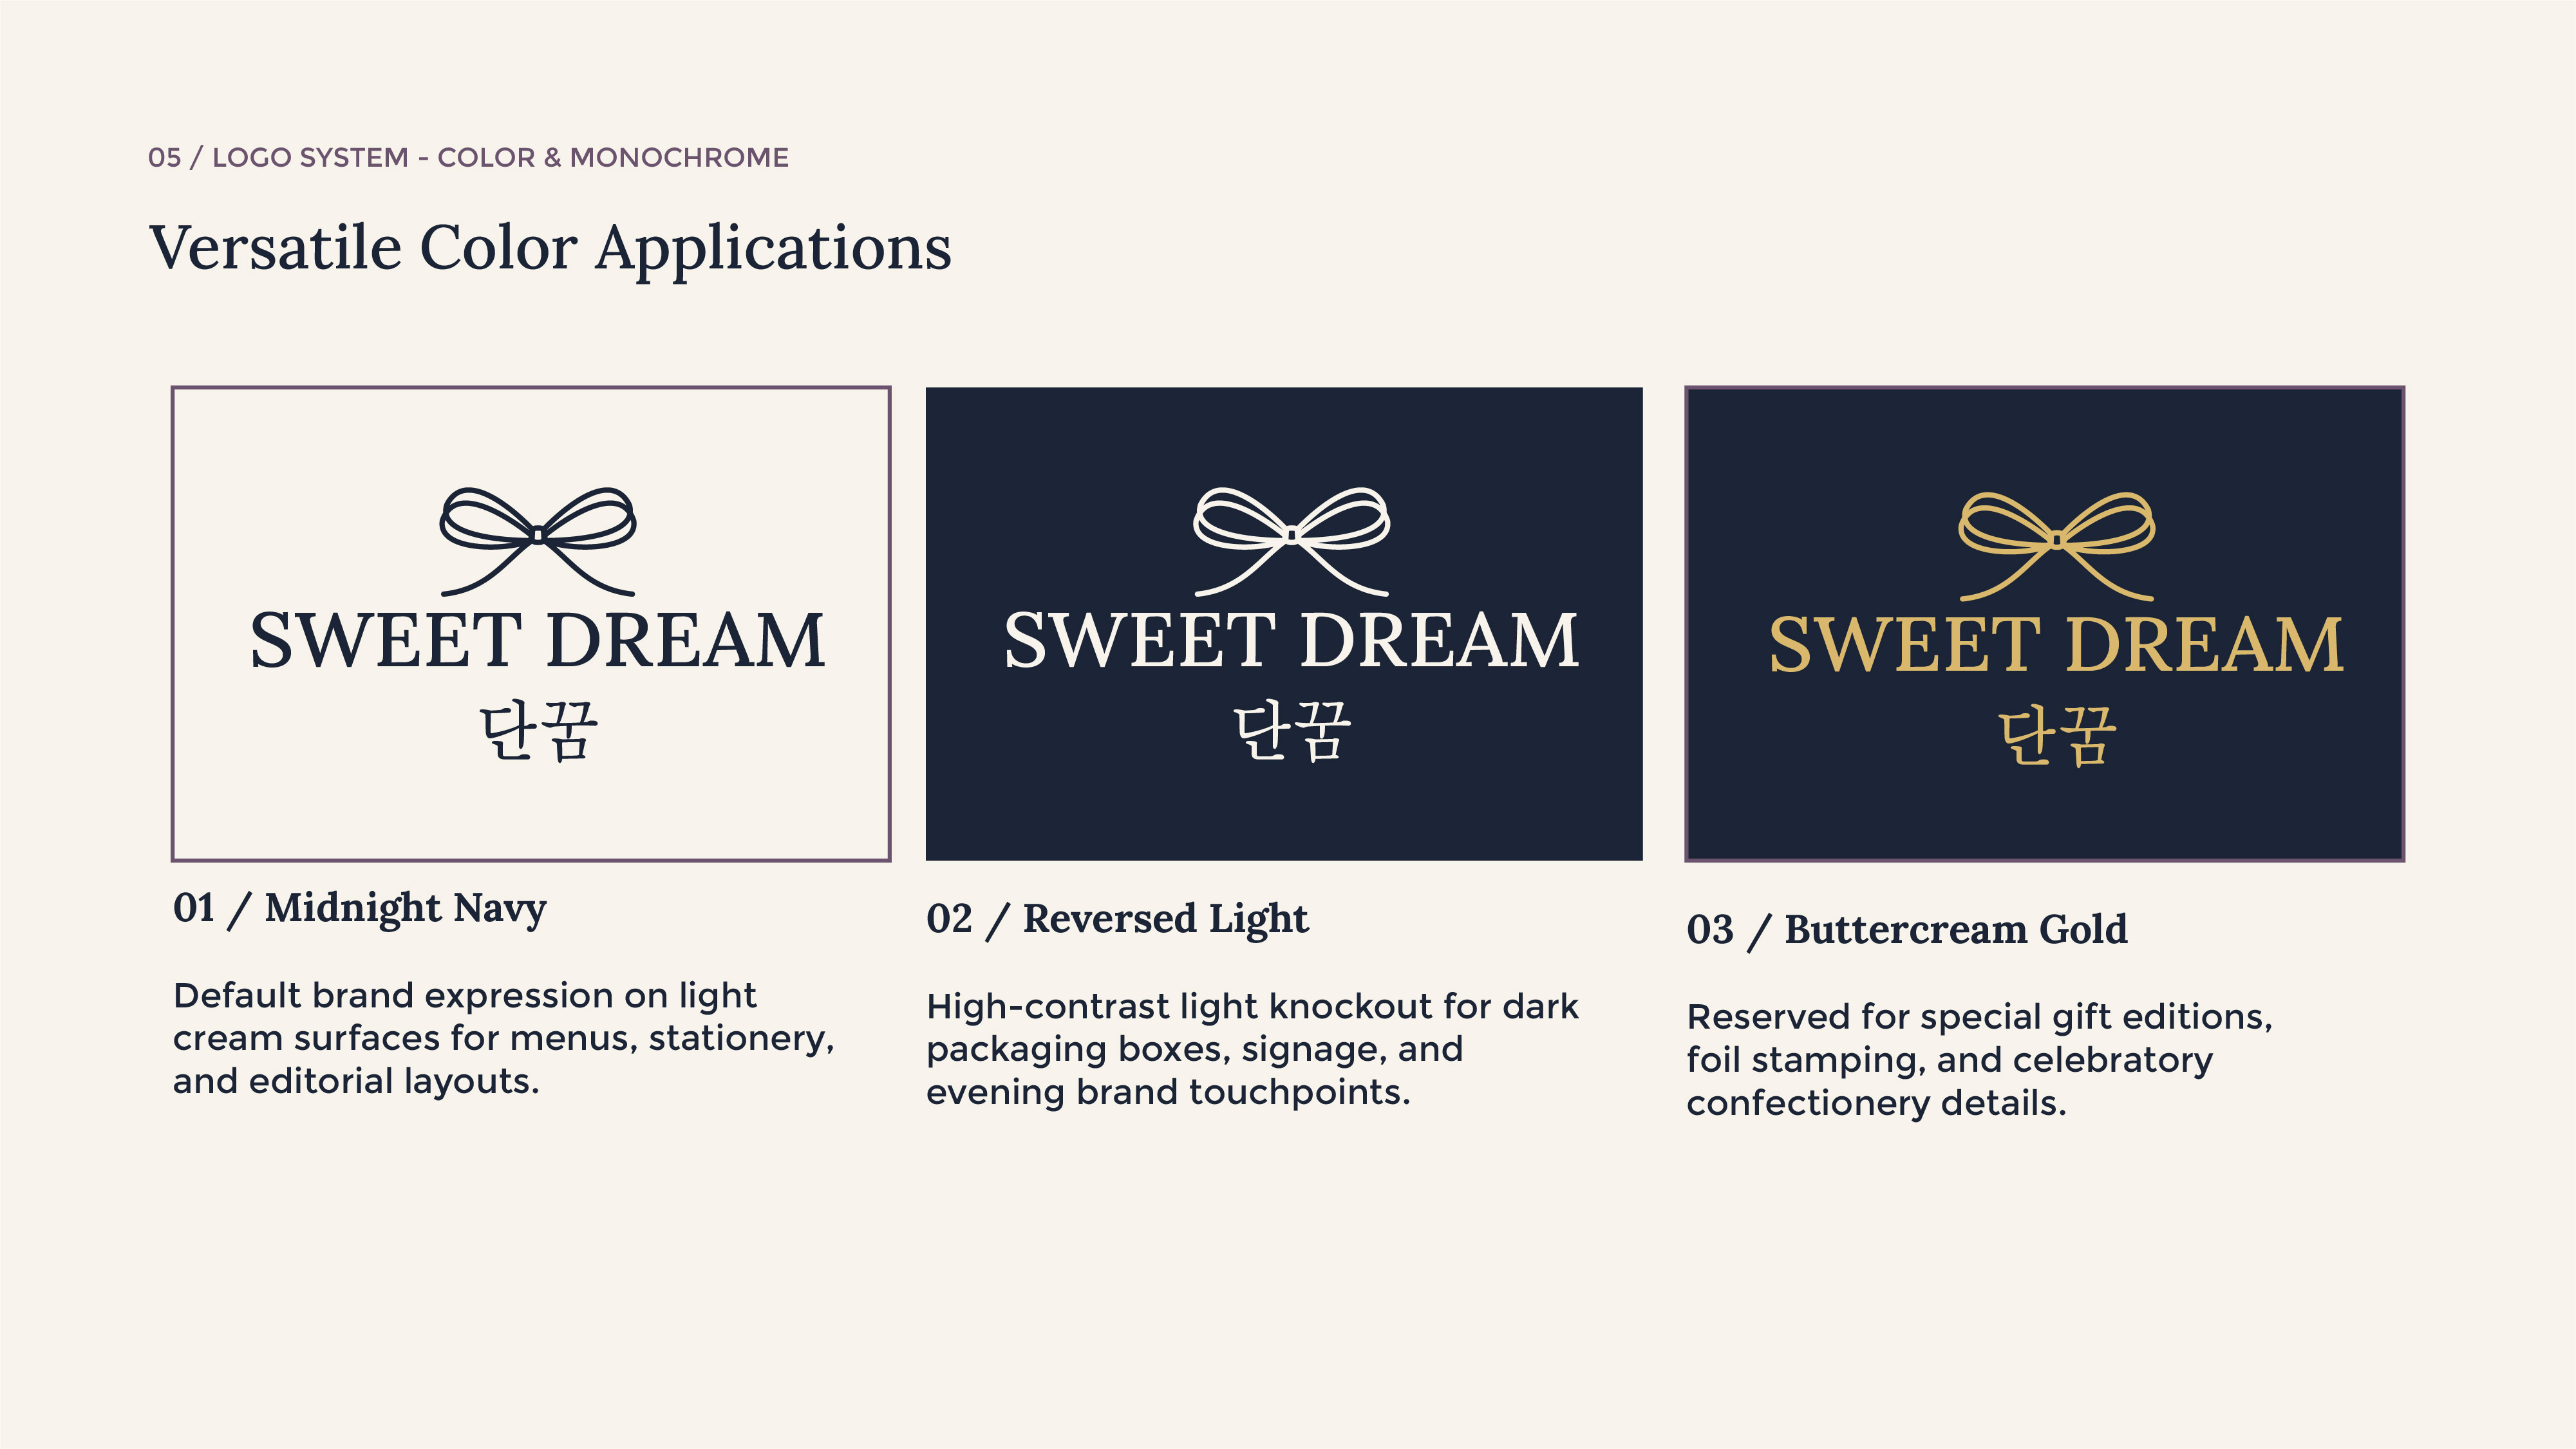 05 / LOGO SYSTEM - COLOR & MONOCHROME
Versatile Color Applications
SWEET DREAM
단꿈
01 / Midnight Navy
Default brand expression on light
cream surfaces for menus, stationery,
and editorial layouts.
SWEET DREAM
단꿈
02 / Reversed Light
High-contrast light knockout for dark
packaging boxes, signage, and
evening brand touchpoints.
SWEET DREAM
단꿈
03 / Buttercream Gold
Reserved for special gift editions,
foil stamping, and celebratory
confectionery details.